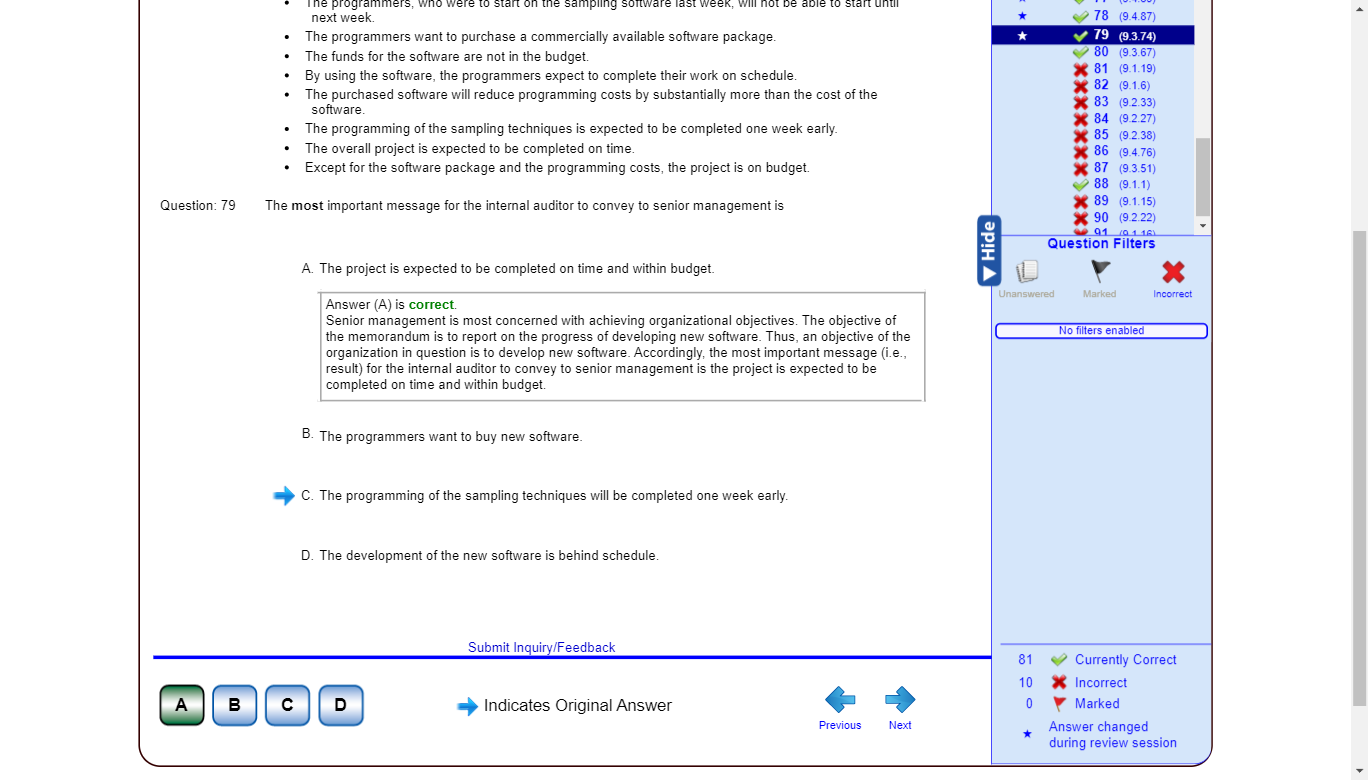 The programmers, who were to start on the sampling software last week, will not be able to start until
next week.
• The programmers want to purchase a commercially available software package.
• The funds for the software are not in the budget.
• By using the software, the programmers expect to complete their work on schedule.
• The purchased software will reduce programming costs by substantially more than the cost of the
software.
• The programming of the sampling techniques is expected to be completed one week early.
• The overall project is expected to be completed on time.
• Except for the software package and the programming costs, the project is on budget.
Question: 79 The most important message for the internal auditor to convey to senior management is
A. The project is expected to be completed on time and within budget.
Answer (A) is correct.
Senior management is most concerned with achieving organizational objectives. The objective of
the memorandum is to report on the progress of developing new software. Thus, an objective of the
organization in question is to develop new software. Accordingly, the most important message (i.e.,
result) for the internal auditor to convey to senior management is the project is expected to be
completed on time and within budget.
B. The programmers want to buy new software.
C. The programming of the sampling techniques will be completed one week early.
D. The development of the new software is behind schedule.
Submit Inquiry/Feedback
A B C D
Indicates Original Answer
Previous Next
78 (9.4.87)
79 (9.3.74)
80 (9.3.67)
81 (9.1.19)
82 (9.1.6)
83 (9.2.33)
84 (9.2.27)
85 (9.2.38)
86 (9.4.76)
87 (9.3.51)
88 (9.1.1)
89 (9.1.15)
90 (9.2.22)
91 (9.1.16)
Hide
Question Filters
Unanswered Marked Incorrect
No filters enabled
81 Currently Correct
10 Incorrect
0 Marked
Answer changed
during review session